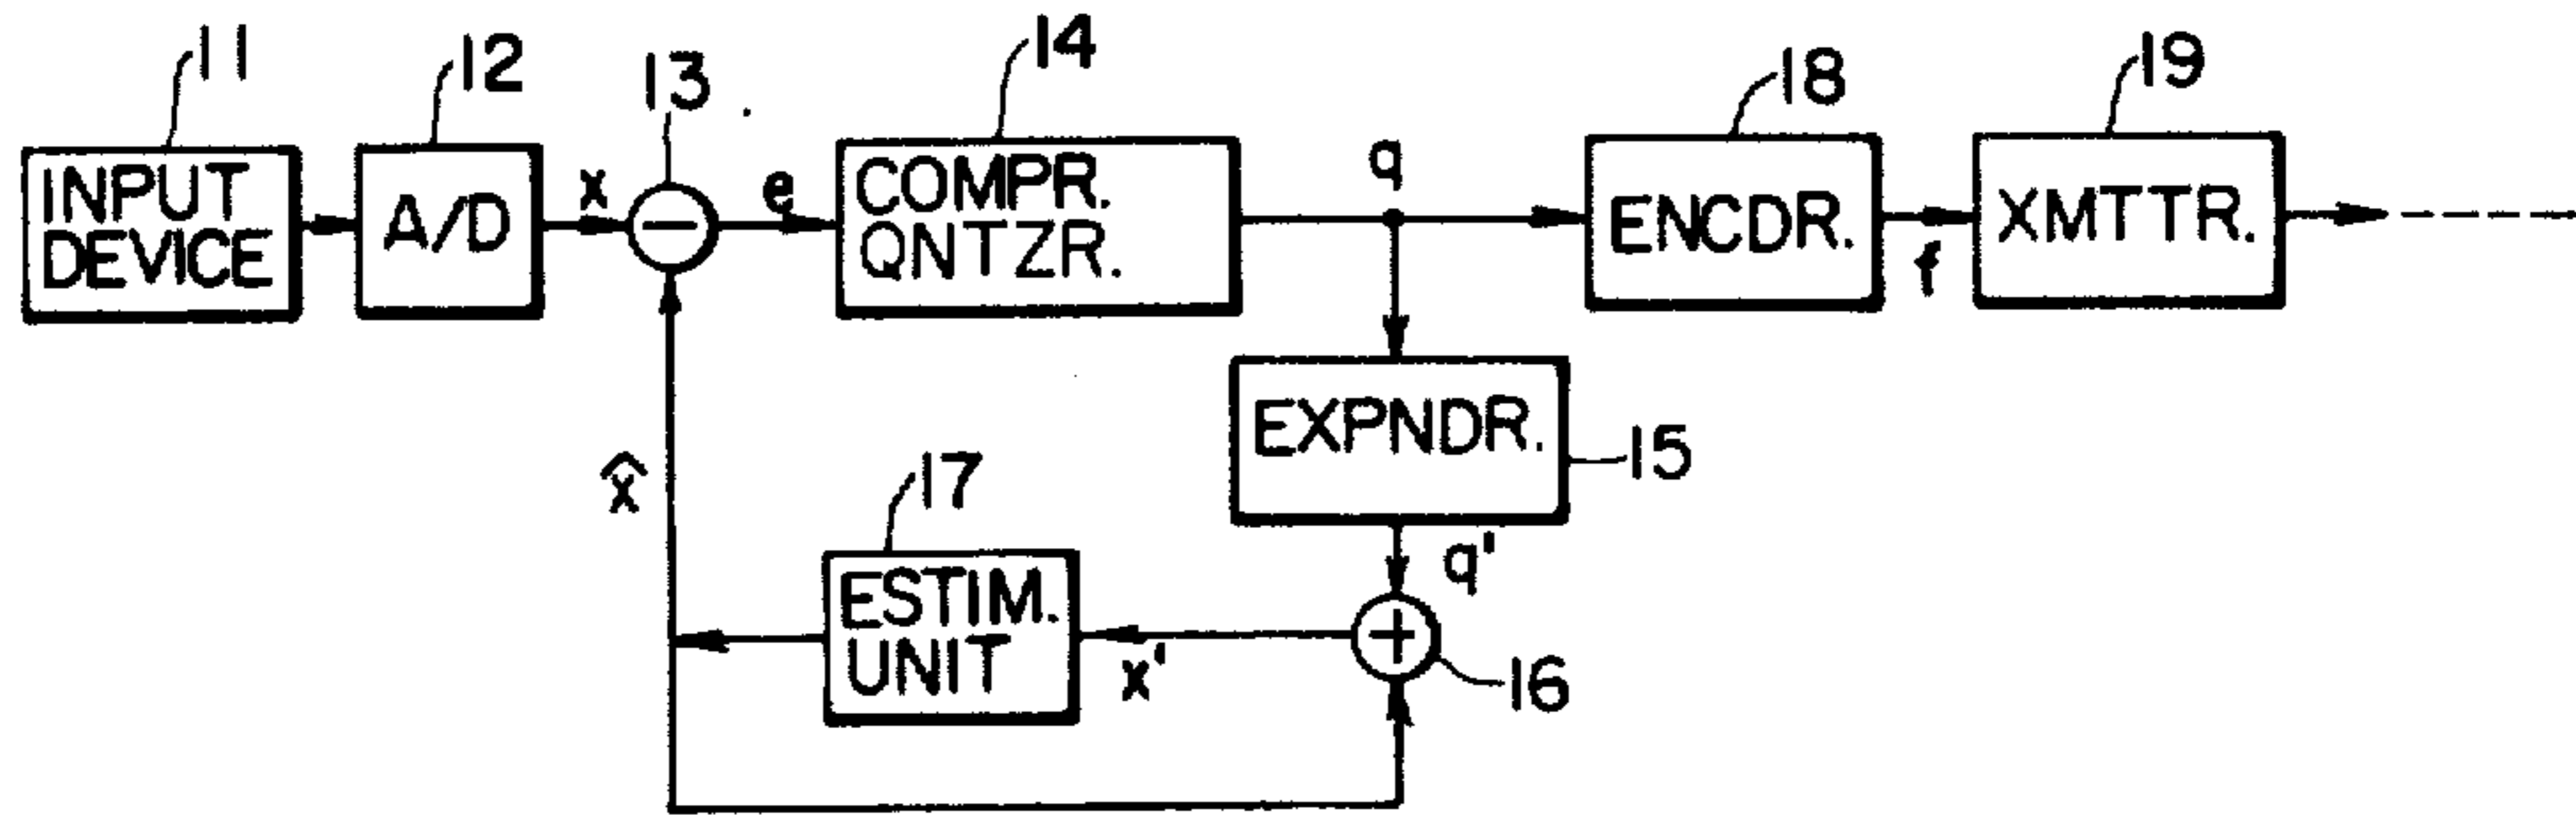 11
12
13
14
18
19
INPUT
DEVICE
A/D
x
e
COMPR.
QNTZR.
q
ENCDR.
f
XMTTR.
EXPNDR.
15
x̂
17
ESTIM.
UNIT
q'
x'
16